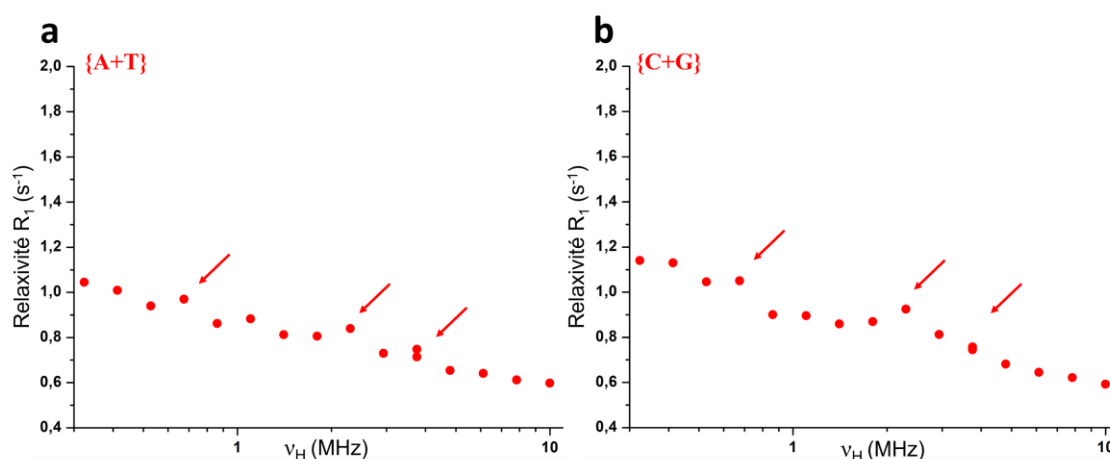 a
{A+T}
2,0
1,8
1,6
1,4
1,2
1,0
0,8
0,6
0,4
Relaxivité R₁ (s⁻¹)
1
10
ν_H (MHz)
b
{C+G}
2,0
1,8
1,6
1,4
1,2
1,0
0,8
0,6
0,4
Relaxivité R₁ (s⁻¹)
1
10
ν_H (MHz)